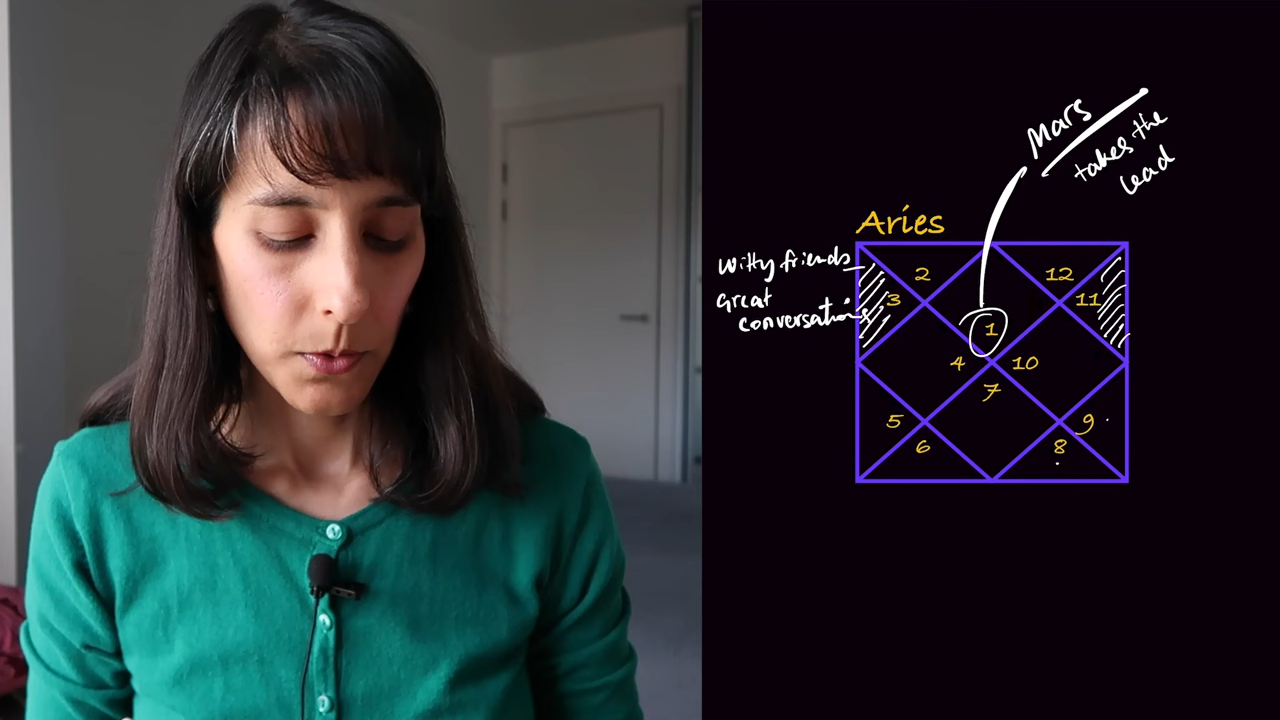 Mars
takes the
lead
Aries
Witty friends
Great
conversations
2
12
3
11
1
4
10
7
5
9
6
8